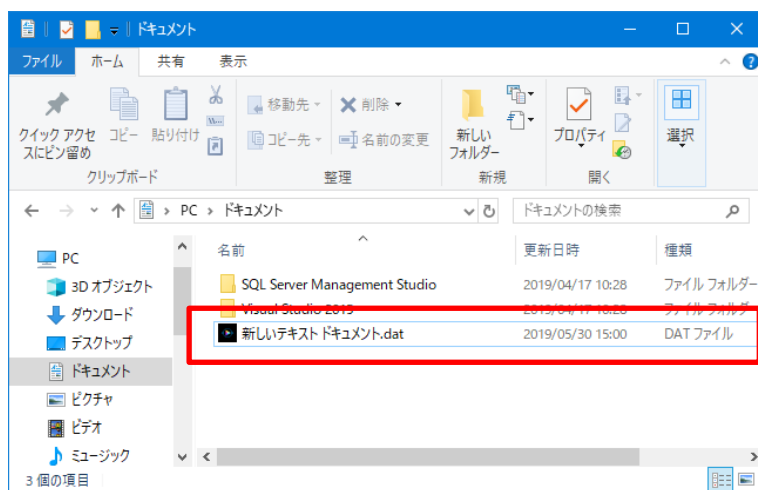 ドキュメント
ファイル ホーム 共有 表示
クイック アクセスにピン留め コピー 貼り付け
移動先 削除
コピー先 名前の変更
新しいフォルダー
プロパティ
選択
クリップボード 整理 新規 開く
PC › ドキュメント ドキュメントの検索
名前 更新日時 種類
PC
3D オブジェクト
ダウンロード
デスクトップ
ドキュメント
ピクチャ
ビデオ
ミュージック
SQL Server Management Studio 2019/04/17 10:28 ファイル フォルダー
Visual Studio
新しいテキスト ドキュメント.dat 2019/05/30 15:00 DAT ファイル
3 個の項目